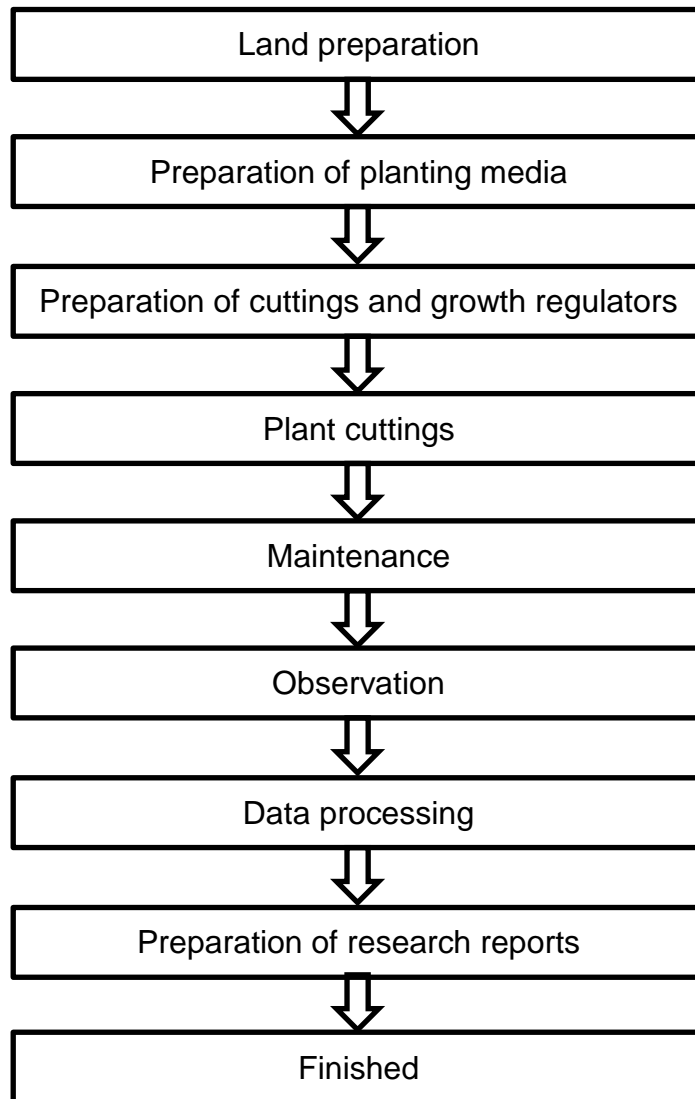 Land preparation
Preparation of planting media
Preparation of cuttings and growth regulators
Plant cuttings
Maintenance
Observation
Data processing
Preparation of research reports
Finished